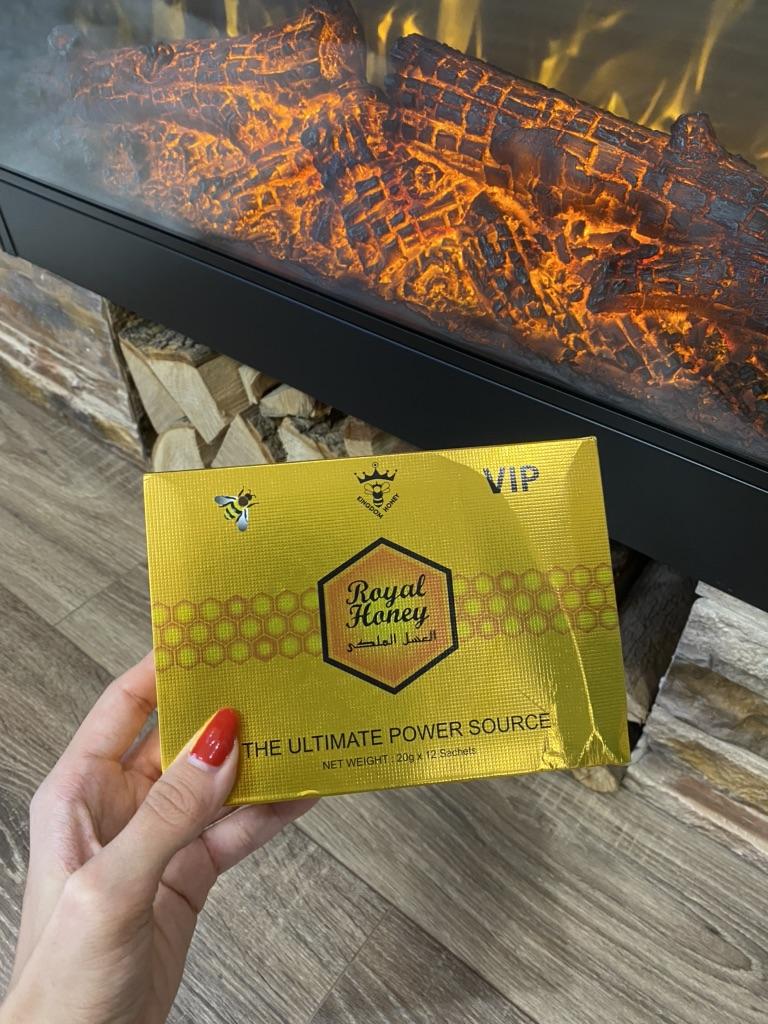 KINGDOM HONEY
VIP
Royal
Honey
العسل الملكي
THE ULTIMATE POWER SOURCE
NET WEIGHT : 20g x 12 Sachets